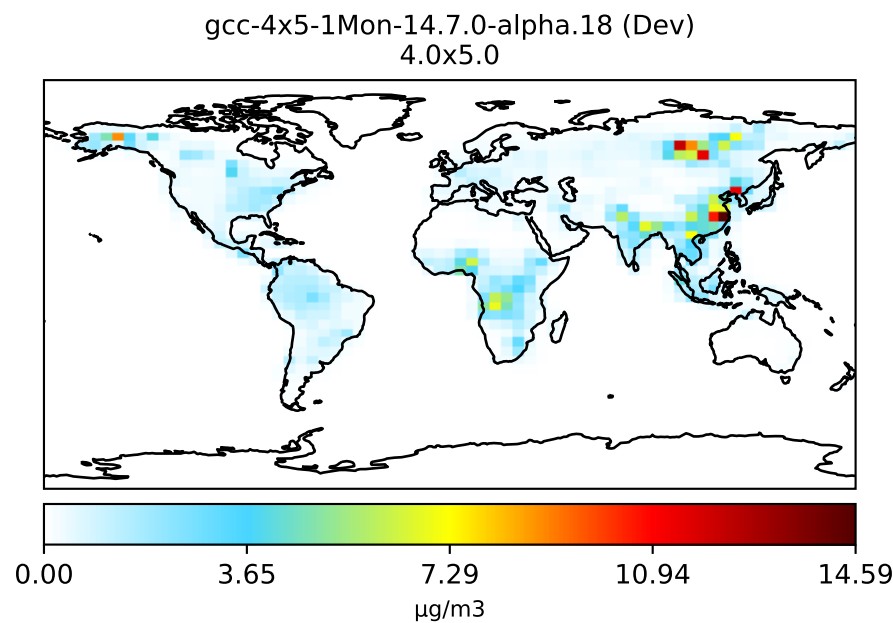 gcc-4x5-1Mon-14.7.0-alpha.18 (Dev)
4.0x5.0
0.00 3.65 7.29 10.94 14.59
μg/m3